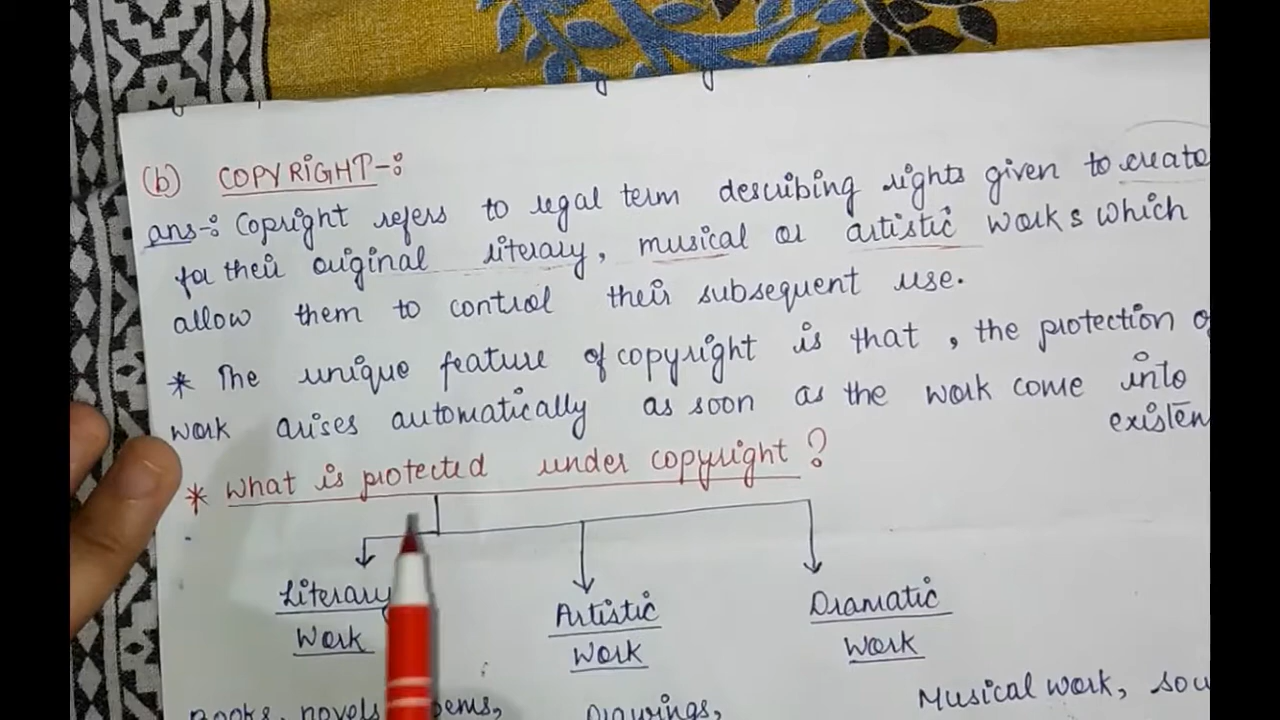 (b) COPYRIGHT-:
ans-: Copright refers to legal term describing rights given to creato
for their original literary, musical or artistic works which
allow them to control their subsequent use.
* The unique feature of copyright is that, the protection of
work arises automatically as soon as the work come into
existen
* What is protected under copyright?
Literary Artistic Dramatic
Work Work Work
Books, novels, Drawings, Musical work, sou